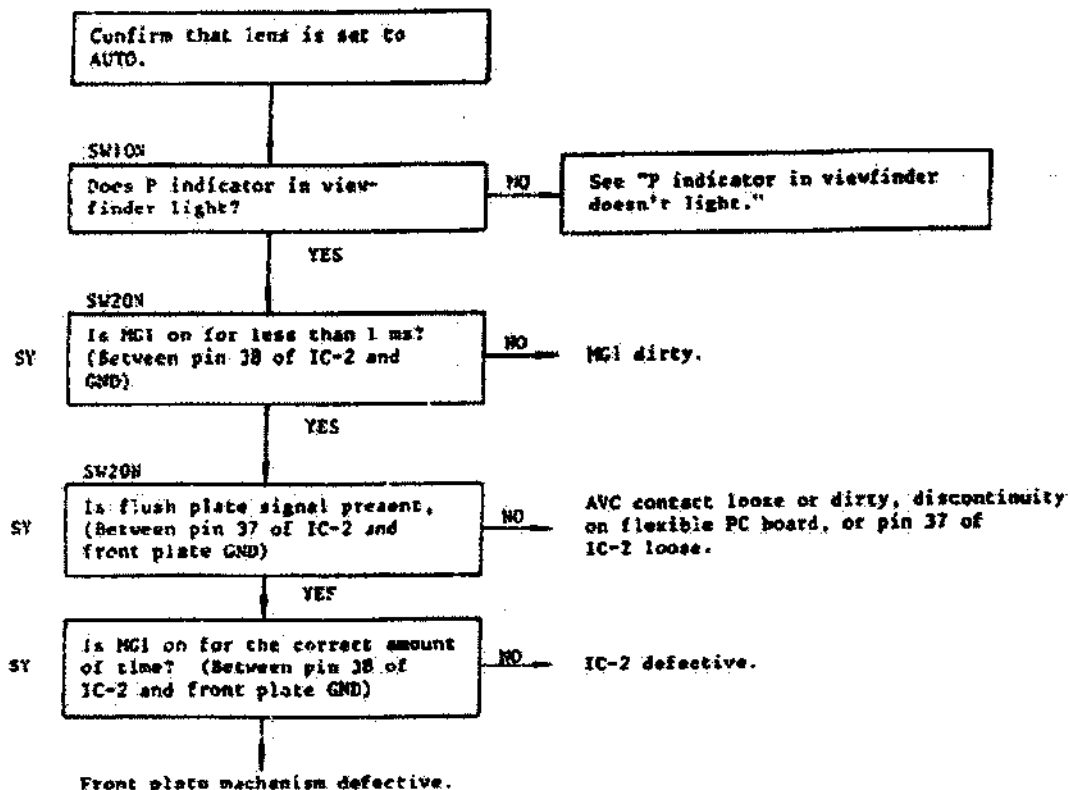 Confirm that lens is set to
AUTO.
SW1ON
Does P indicator in view-
finder light?
NO
See "P indicator in viewfinder
doesn't light."
YES
SW2ON
SY
Is MG1 on for less than 1 ms?
(Between pin 38 of IC-2 and
GND)
NO
MG1 dirty.
YES
SW2ON
SY
Is flush plate signal present,
(Between pin 37 of IC-2 and
front plate GND)
NO
AVC contact loose or dirty, discontinuity
on flexible PC board, or pin 37 of
IC-2 loose.
YES
SY
Is MG1 on for the correct amount
of time? (Between pin 38 of
IC-2 and front plate GND)
NO
IC-2 defective.
Front plate mechanism defective.